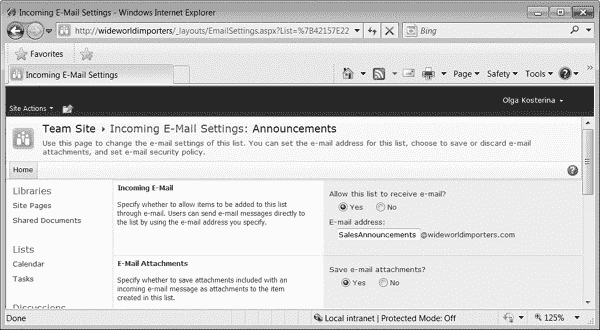 Incoming E-Mail Settings - Windows Internet Explorer
http://wideworldimporters/_layouts/EmailSettings.aspx?List=%7B42157E22
Bing
Favorites
Incoming E-Mail Settings
Page Safety Tools
Site Actions
Olga Kosterina
Team Site Incoming E-Mail Settings: Announcements
Use this page to change the e-mail settings of this list. You can set the e-mail address for this list, choose to save or discard e-mail
attachments, and set e-mail security policy.
Home
Libraries
Site Pages
Shared Documents
Lists
Calendar
Tasks
Discussions
Incoming E-Mail
Specify whether to allow items to be added to this list
through e-mail. Users can send e-mail messages directly to
the list by using the e-mail address you specify.
Allow this list to receive e-mail?
Yes No
E-mail address:
SalesAnnouncements @wideworldimporters.com
E-Mail Attachments
Specify whether to save attachments included with an
incoming e-mail message as attachments to the item
created in this list.
Save e-mail attachments?
Yes No
Done
Local intranet | Protected Mode: Off
125%